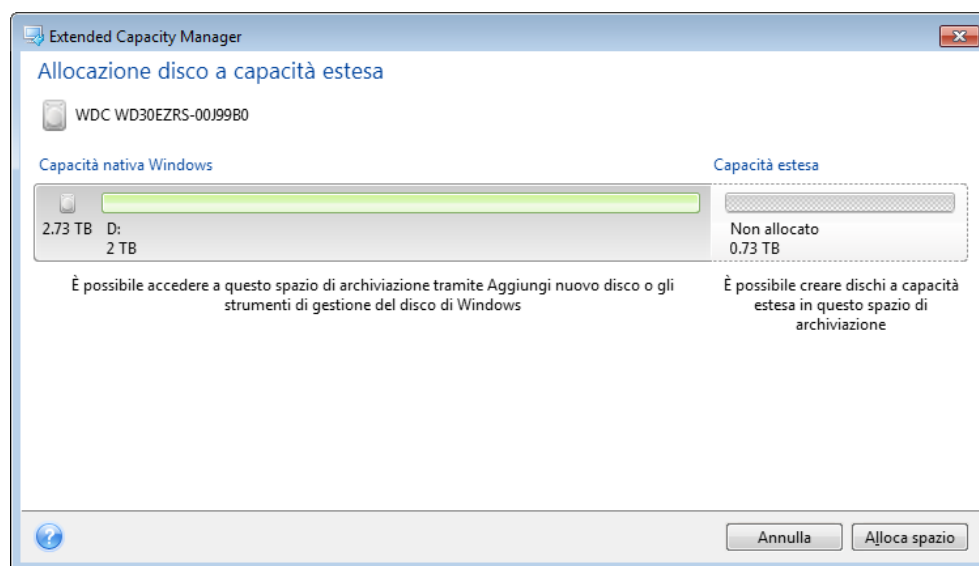 Extended Capacity Manager
Allocazione disco a capacità estesa
WDC WD30EZRS-00J99B0
Capacità nativa Windows
Capacità estesa
2.73 TB
D:
2 TB
Non allocato
0.73 TB
È possibile accedere a questo spazio di archiviazione tramite Aggiungi nuovo disco o gli
strumenti di gestione del disco di Windows
È possibile creare dischi a capacità
estesa in questo spazio di
archiviazione
?
Annulla
Alloca spazio